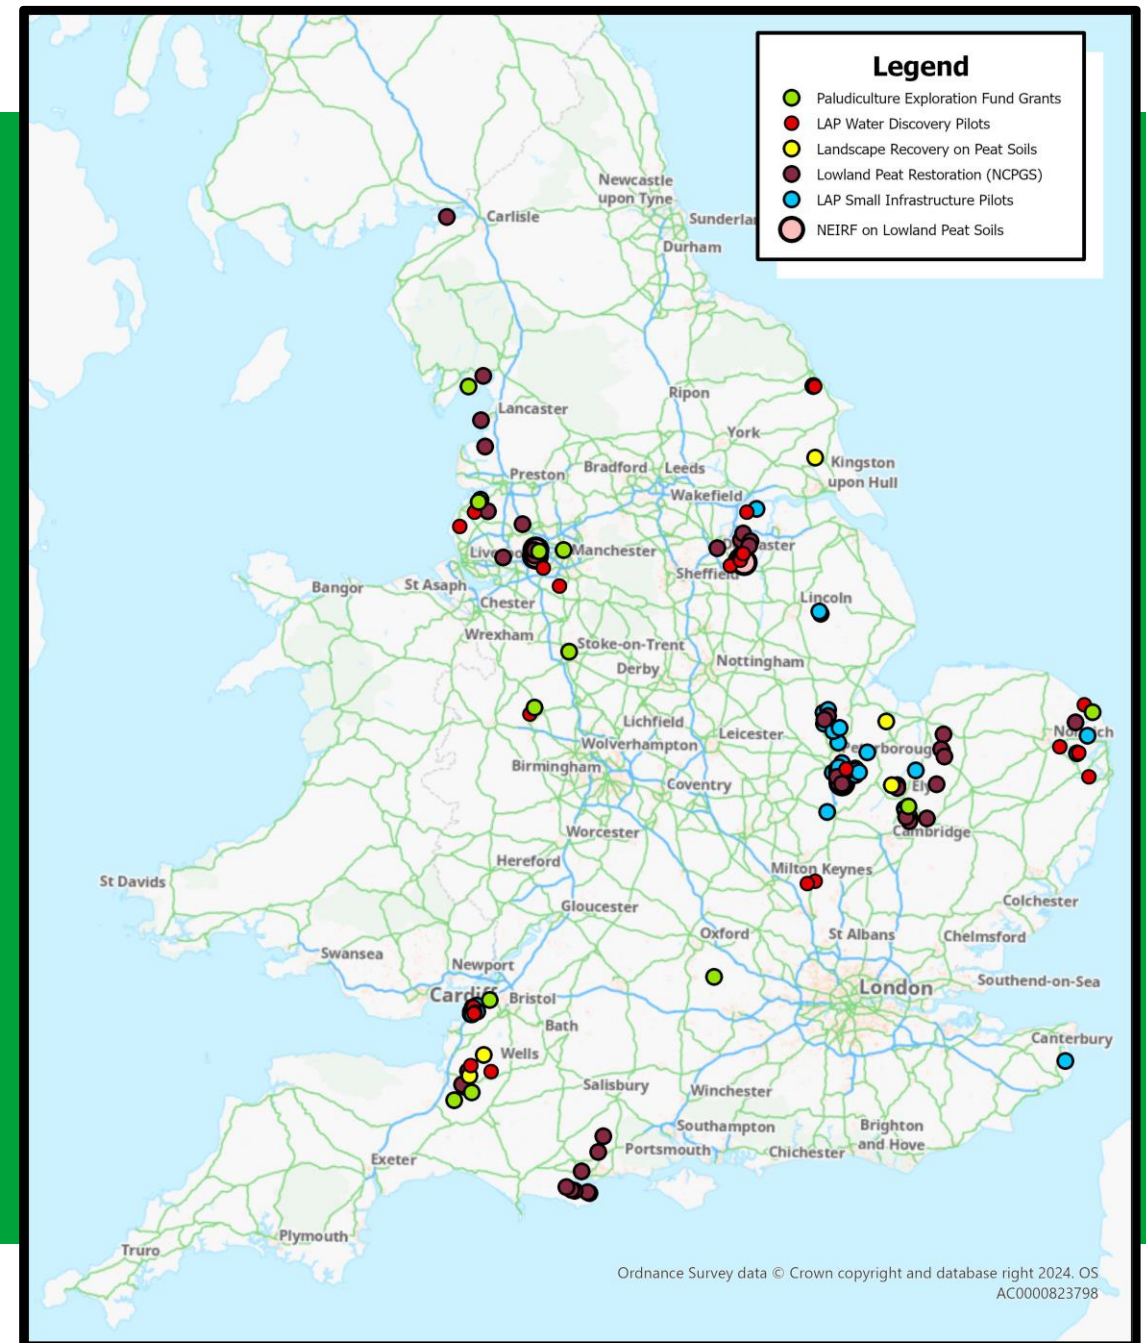 Legend
Paludiculture Exploration Fund Grants
LAP Water Discovery Pilots
Landscape Recovery on Peat Soils
Lowland Peat Restoration (NCPGS)
LAP Small Infrastructure Pilots
NEIRF on Lowland Peat Soils
Newcastle
upon Tyne
Carlisle
Sunderla
Durham
Ripon
Lancaster
York
Kingston
upon Hull
Bradford
Leeds
Preston
Wakefield
Manchester
Sheffield
Bangor
St Asaph
Chester
Lincoln
Wrexham
Stoke-on-Trent
Derby
Nottingham
Lichfield
Leicester
Wolverhampton
Birmingham
Coventry
Ely
Cambridge
Worcester
Hereford
Milton Keynes
St Davids
Gloucester
Colchester
Oxford
St Albans
Chelmsford
Swansea
Newport
Southend-on-Sea
Cardiff
Bristol
London
Bath
Canterbury
Wells
Salisbury
Winchester
Southampton
Brighton
and Hove
Portsmouth
Chichester
Exeter
Plymouth
Truro
Ordnance Survey data © Crown copyright and database right 2024. OS
AC0000823798